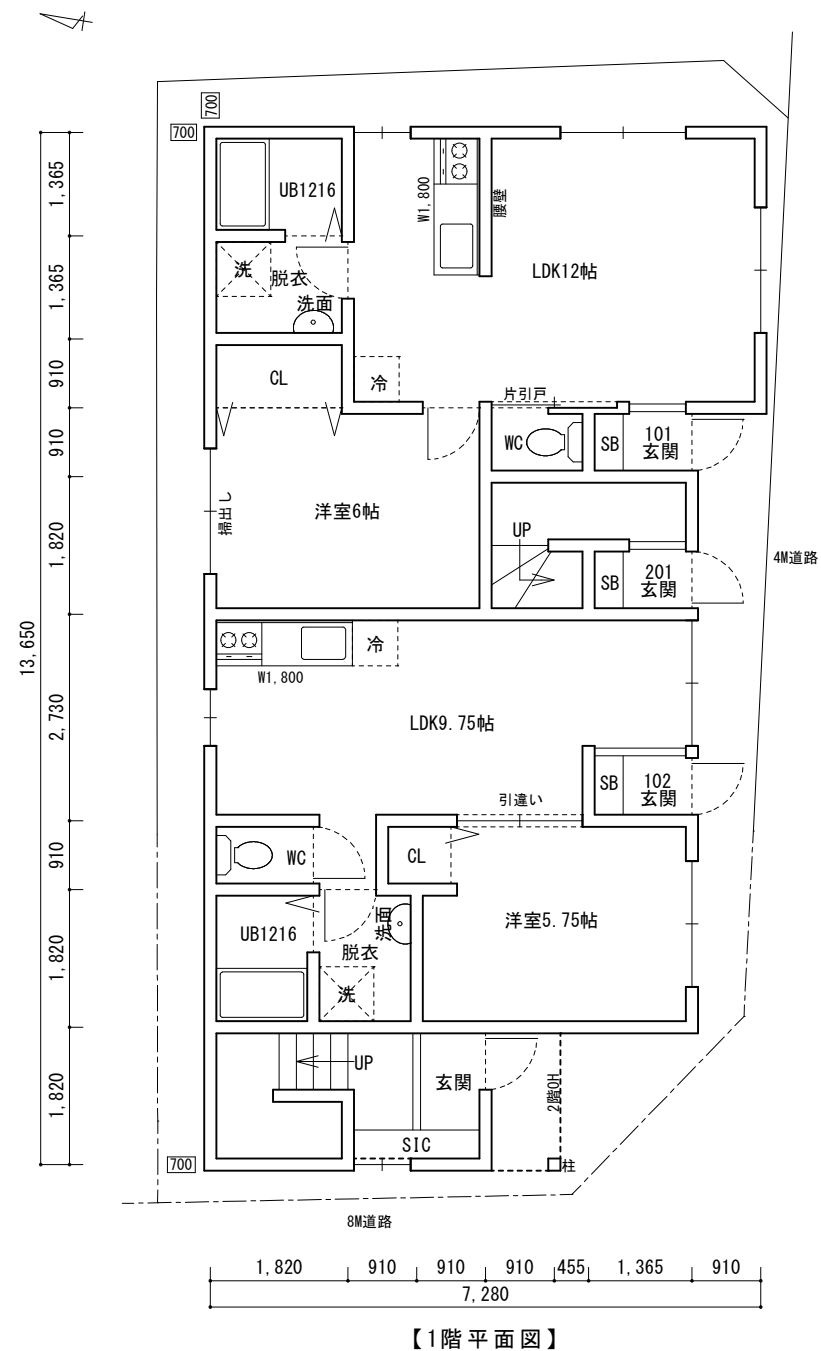 700
700
1,365
1,365
910
910
1,820
13,650
2,730
910
1,820
1,820
UB1216
W1,800
腰壁
洗
脱衣
洗面
LDK12帖
CL
冷
片引戸
WC
SB
101
玄関
掃出し
洋室6帖
UP
SB
201
玄関
4M道路
冷
W1,800
LDK9.75帖
SB
102
玄関
引違い
WC
CL
UB1216
洗面
脱衣
洋室5.75帖
洗
UP
玄関
2階OH
SIC
700
柱
8M道路
1,820
910
910
910
455
1,365
910
7,280
【1階平面図】